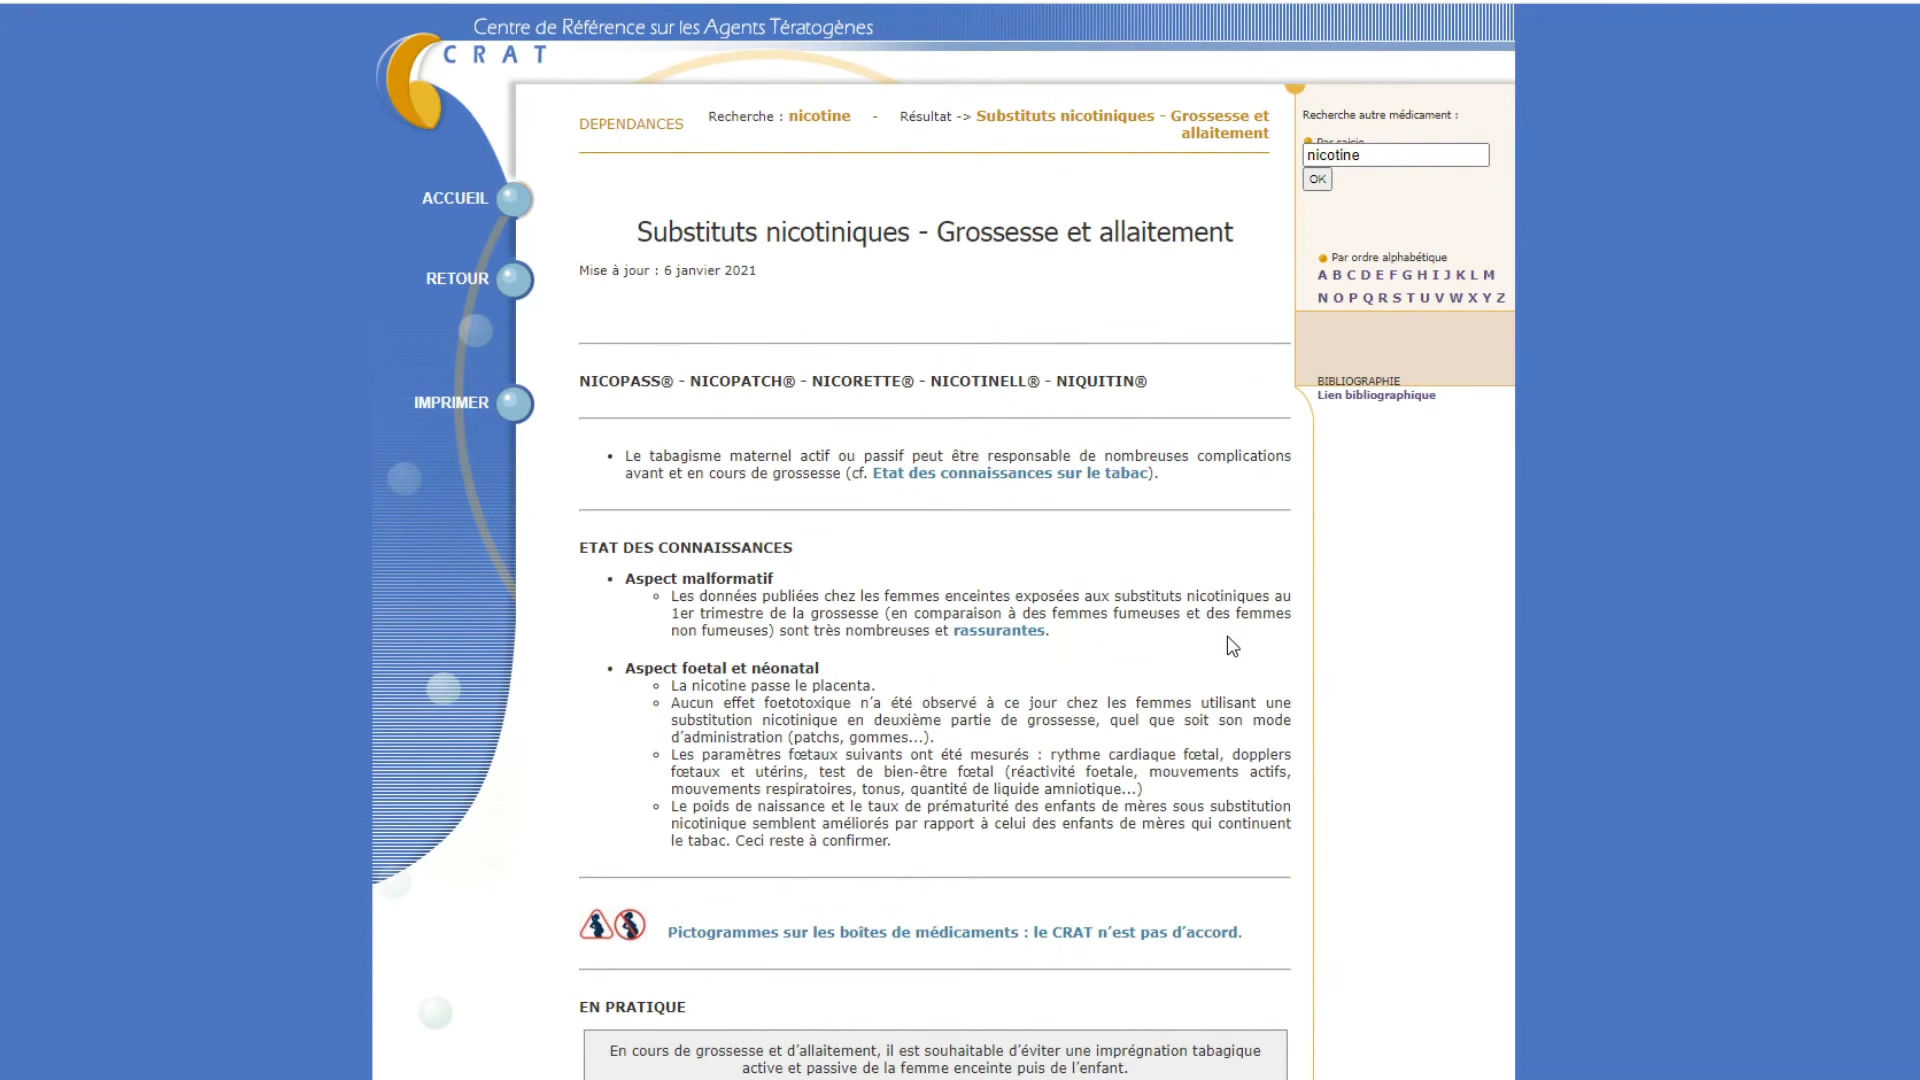 Centre de Référence sur les Agents Tératogènes
C R A T
ACCUEIL
RETOUR
IMPRIMER
DEPENDANCES
Recherche : nicotine - Résultat -> Substituts nicotiniques - Grossesse et
allaitement
Substituts nicotiniques - Grossesse et allaitement
Mise à jour : 6 janvier 2021
NICOPASS® - NICOPATCH® - NICORETTE® - NICOTINELL® - NIQUITIN®
• Le tabagisme maternel actif ou passif peut être responsable de nombreuses complications
avant et en cours de grossesse (cf. Etat des connaissances sur le tabac).
ETAT DES CONNAISSANCES
• Aspect malformatif
◦ Les données publiées chez les femmes enceintes exposées aux substituts nicotiniques au
1er trimestre de la grossesse (en comparaison à des femmes fumeuses et des femmes
non fumeuses) sont très nombreuses et rassurantes.
• Aspect foetal et néonatal
◦ La nicotine passe le placenta.
◦ Aucun effet foetotoxique n’a été observé à ce jour chez les femmes utilisant une
substitution nicotinique en deuxième partie de grossesse, quel que soit son mode
d’administration (patchs, gommes…).
◦ Les paramètres fœtaux suivants ont été mesurés : rythme cardiaque fœtal, dopplers
fœtaux et utérins, test de bien-être fœtal (réactivité foetale, mouvements actifs,
mouvements respiratoires, tonus, quantité de liquide amniotique…)
◦ Le poids de naissance et le taux de prématurité des enfants de mères sous substitution
nicotinique semblent améliorés par rapport à celui des enfants de mères qui continuent
le tabac. Ceci reste à confirmer.
Pictogrammes sur les boîtes de médicaments : le CRAT n’est pas d’accord.
EN PRATIQUE
En cours de grossesse et d’allaitement, il est souhaitable d’éviter une imprégnation tabagique
active et passive de la femme enceinte puis de l’enfant.
Recherche autre médicament :
Par saisie
nicotine
OK
Par ordre alphabétique
A B C D E F G H I J K L M
N O P Q R S T U V W X Y Z
BIBLIOGRAPHIE
Lien bibliographique